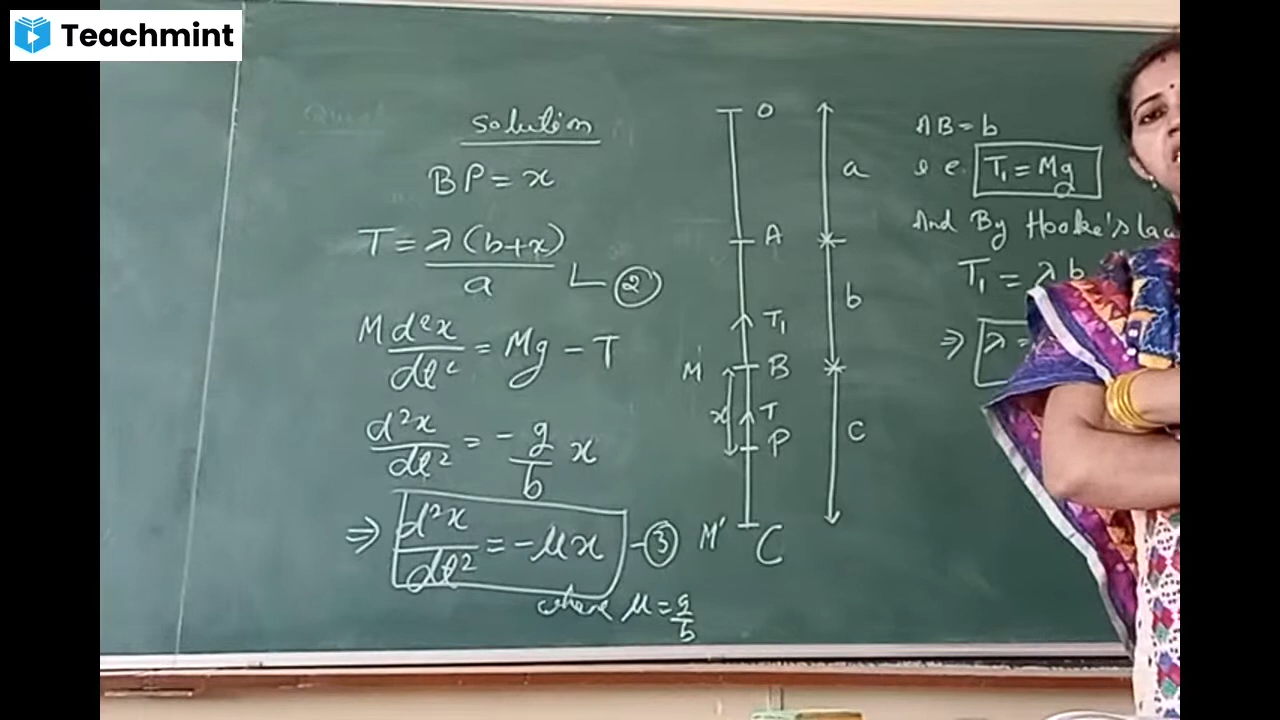 Teachmint
Solution
BP = x
T = λ(b+x)/a — ②
M d²x/dt² = Mg − T
d²x/dt² = −g/b x
⇒ d²x/dt² = −μx — ③
where μ = g/b
O
A
T₁
M B
x T
P
M' C
a
b
c
AB = b
i.e. T₁ = Mg
And By Hooke's
T₁ = λ b
⇒ λ =